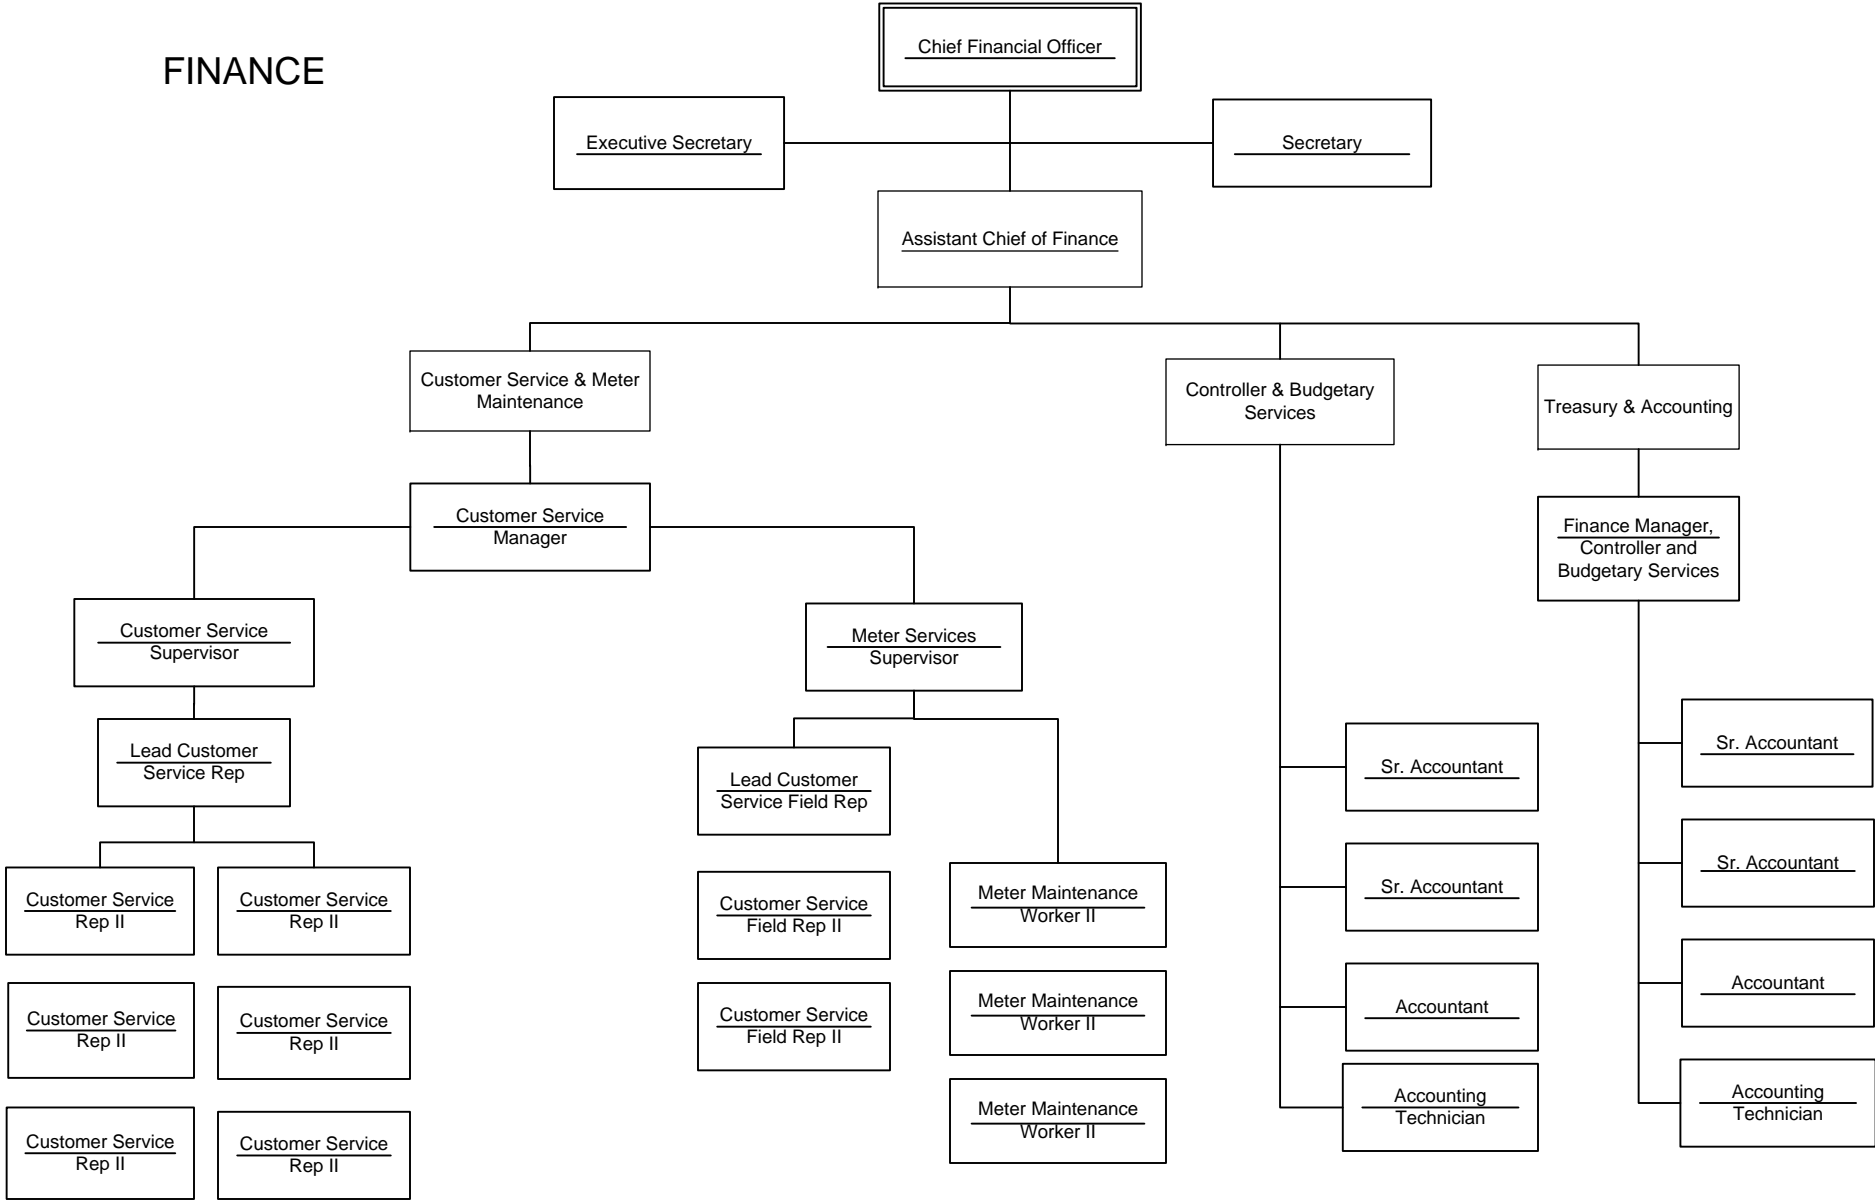 FINANCE
Chief Financial Officer
Executive Secretary
Secretary
Assistant Chief of Finance
Customer Service & Meter
Maintenance
Controller & Budgetary
Services
Treasury & Accounting
Customer Service
Manager
Finance Manager,
Controller and
Budgetary Services
Customer Service
Supervisor
Meter Services
Supervisor
Lead Customer
Service Rep
Lead Customer
Service Field Rep
Customer Service
Rep II
Customer Service
Rep II
Customer Service
Rep II
Customer Service
Rep II
Customer Service
Rep II
Customer Service
Rep II
Customer Service
Field Rep II
Customer Service
Field Rep II
Meter Maintenance
Worker II
Meter Maintenance
Worker II
Meter Maintenance
Worker II
Sr. Accountant
Sr. Accountant
Accountant
Accounting
Technician
Sr. Accountant
Sr. Accountant
Accountant
Accounting
Technician